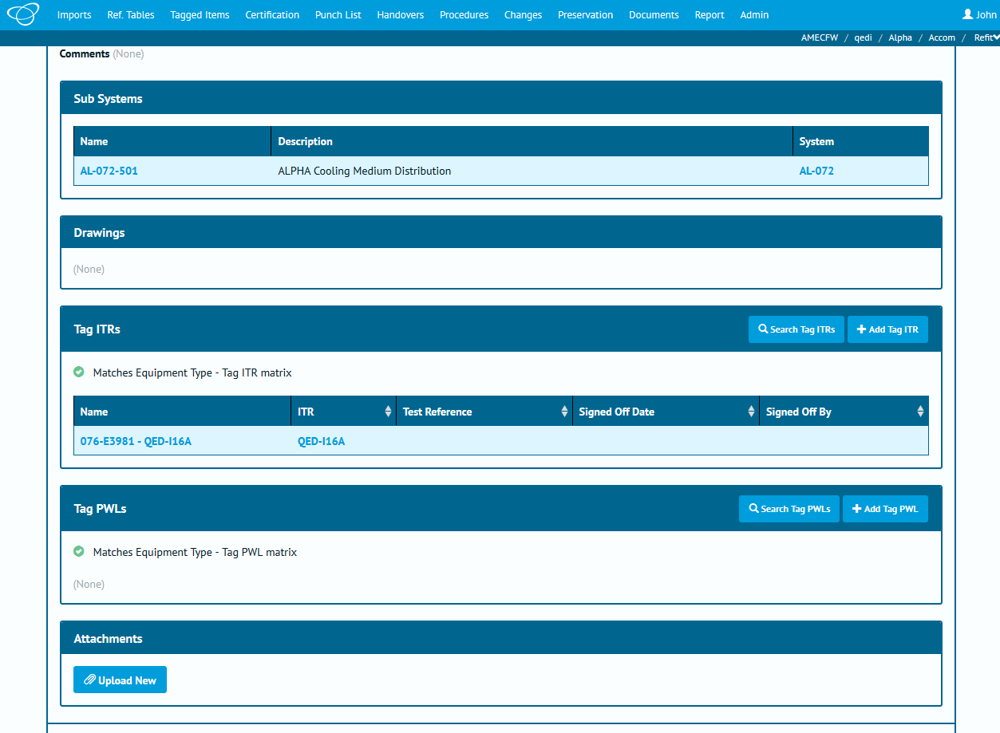 Imports Ref. Tables Tagged Items Certification Punch List Handovers Procedures Changes Preservation Documents Report Admin John
AMECFW / qedi / Alpha / Accom / Refit
Comments (None)
Sub Systems
Name Description System
AL-072-501 ALPHA Cooling Medium Distribution AL-072
Drawings
(None)
Tag ITRs Search Tag ITRs Add Tag ITR
Matches Equipment Type - Tag ITR matrix
Name ITR Test Reference Signed Off Date Signed Off By
076-E3981 - QED-I16A QED-I16A
Tag PWLs Search Tag PWLs Add Tag PWL
Matches Equipment Type - Tag PWL matrix
(None)
Attachments
Upload New